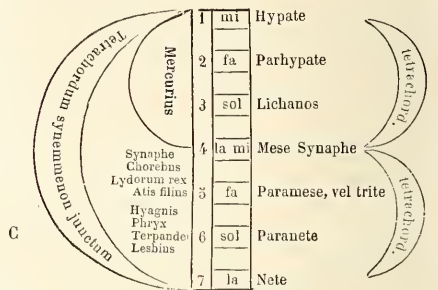 1 mi Hypate
2 fa Parhypate
3 sol Lichanos
4 la mi Mese Synaphe
5 fa Paramese, vel trite
6 sol Paranete
7 la Nete
Tetrachordum synemmenon junctum
Mercurius
Synaphe
Chorebus
Lydorum rex
Atis filius
Hyagnis
Phryx
Terpander
Lesbius
tetrachord.
tetrachord.
C